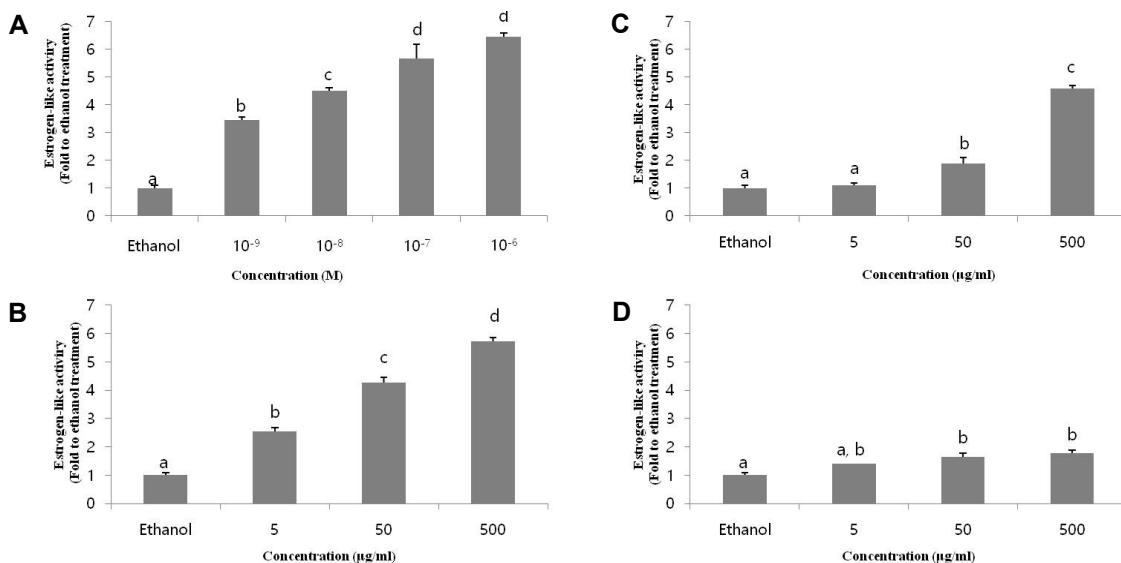 A
Estrogen-like activiry
(Fold to ethanol treatment)
7
6
5
4
3
2
1
0
a
b
c
d
d
Ethanol
10⁻⁹
10⁻⁸
10⁻⁷
10⁻⁶
Concentration (M)
B
Estrogen-like activiry
(Fold to ethanol treatment)
7
6
5
4
3
2
1
0
a
b
c
d
Ethanol
5
50
500
Concentration (µg/ml)
C
Estrogen-like activiry
(Fold to ethanol treatment)
7
6
5
4
3
2
1
0
a
a
b
c
Ethanol
5
50
500
Concentration (µg/ml)
D
Estrogen-like activiry
(Fold to ethanol treatment)
7
6
5
4
3
2
1
0
a
a, b
b
b
Ethanol
5
50
500
Concentration (µg/ml)